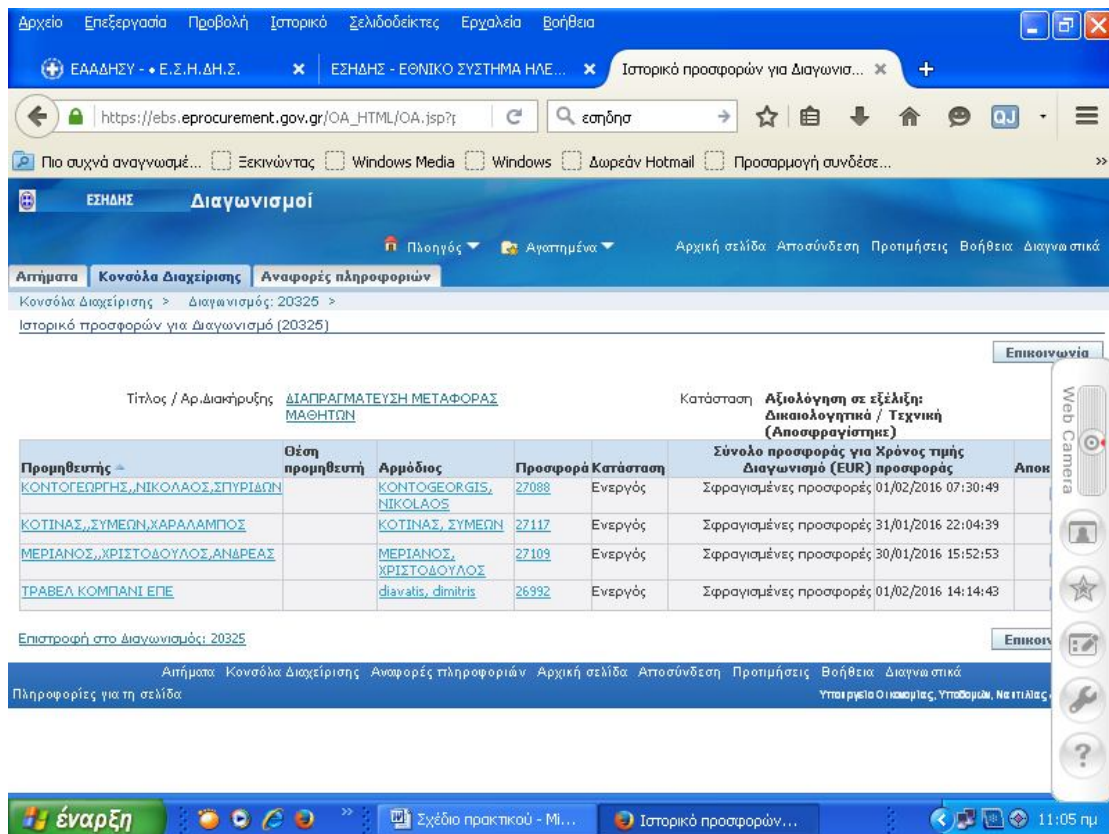 Αρχείο Επεξεργασία Προβολή Ιστορικό Σελιδοδείκτες Εργαλεία Βοήθεια
ΕΑΑΔΗΣΥ - • Ε.Σ.Η.ΔΗ.Σ. ΕΣΗΔΗΣ - ΕΘΝΙΚΟ ΣΥΣΤΗΜΑ ΗΛΕ... Ιστορικό προσφορών για Διαγωνισ...
https://ebs.eprocurement.gov.gr/OA_HTML/OA.jsp?p εσηδησ QJ
Πιο συχνά αναγνωσμέ... Ξεκινώντας Windows Media Windows Δωρεάν Hotmail Προσαρμογή συνδέσε... »
ΕΣΗΔΗΣ Διαγωνισμοί
Πλοηγός Αγαπημένα Αρχική σελίδα Αποσύνδεση Προτιμήσεις Βοήθεια Διαγνωστικά
Αιτήματα Κονσόλα Διαχείρισης Αναφορές πληροφοριών
Κονσόλα Διαχείρισης > Διαγωνισμός: 20325 >
Ιστορικό προσφορών για Διαγωνισμό (20325)
Επικοινωνία
Τίτλος / Αρ.Διακήρυξης ΔΙΑΠΡΑΓΜΑΤΕΥΣΗ ΜΕΤΑΦΟΡΑΣ ΜΑΘΗΤΩΝ
Κατάσταση Αξιολόγηση σε εξέλιξη: Δικαιολογητικά / Τεχνική (Αποσφραγίστηκε)
Προμηθευτής Θέση προμηθευτή Αρμόδιος Προσφορά Κατάσταση Σύνολο προσφοράς για Διαγωνισμό (EUR) Χρόνος τιμής προσφοράς Αποκ
ΚΟΝΤΟΓΕΩΡΓΗΣ,,ΝΙΚΟΛΑΟΣ,ΣΠΥΡΙΔΩΝ KONTOGEORGIS, NIKOLAOS 27088 Ενεργός Σφραγισμένες προσφορές 01/02/2016 07:30:49
ΚΟΤΙΝΑΣ,,ΣΥΜΕΩΝ,ΧΑΡΑΛΑΜΠΟΣ ΚΟΤΙΝΑΣ, ΣΥΜΕΩΝ 27117 Ενεργός Σφραγισμένες προσφορές 31/01/2016 22:04:39
ΜΕΡΙΑΝΟΣ,,ΧΡΙΣΤΟΔΟΥΛΟΣ,ΑΝΔΡΕΑΣ ΜΕΡΙΑΝΟΣ, ΧΡΙΣΤΟΔΟΥΛΟΣ 27109 Ενεργός Σφραγισμένες προσφορές 30/01/2016 15:52:53
ΤΡΑΒΕΛ ΚΟΜΠΑΝΙ ΕΠΕ diavatis, dimitris 26992 Ενεργός Σφραγισμένες προσφορές 01/02/2016 14:14:43
Επιστροφή στο Διαγωνισμός: 20325 Επικοιν
Αιτήματα Κονσόλα Διαχείρισης Αναφορές πληροφοριών Αρχική σελίδα Αποσύνδεση Προτιμήσεις Βοήθεια Διαγνωστικά
Πληροφορίες για τη σελίδα Υπουργείο Οικονομίας, Υποδομών, Ναυτιλίας
Web Camera
έναρξη » Σχέδιο πρακτικού - Mi... Ιστορικό προσφορών... 11:05 πμ